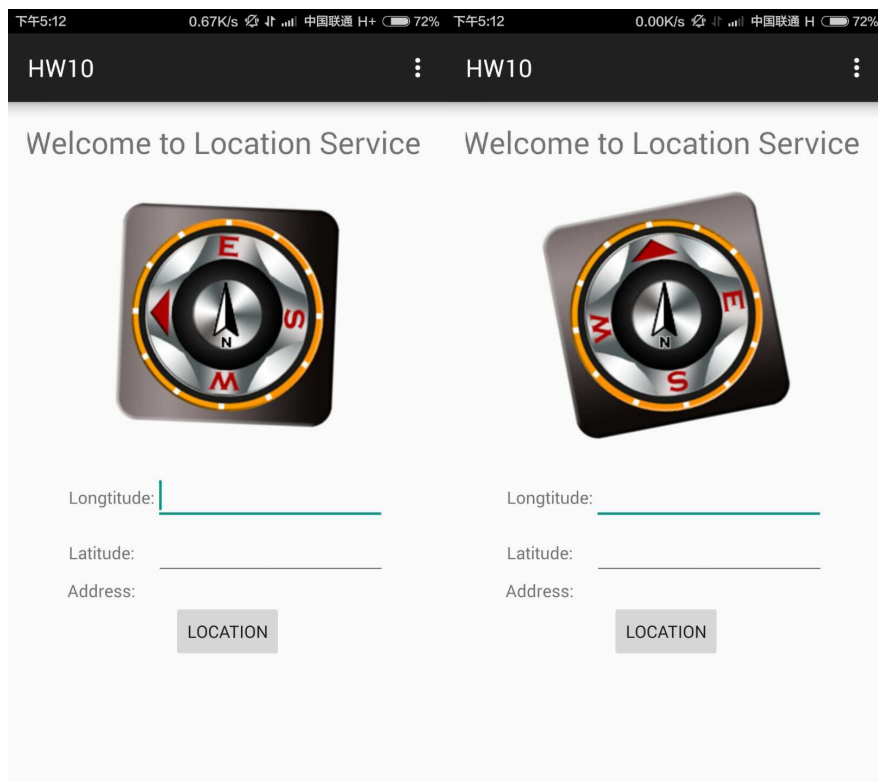 下午5:12 0.67K/s 中国联通 H+ 72%
HW10
Welcome to Location Service
E
S
N
W
Longtitude:
Latitude:
Address:
LOCATION
下午5:12 0.00K/s 中国联通 H 72%
HW10
Welcome to Location Service
E
W
N
S
Longtitude:
Latitude:
Address:
LOCATION